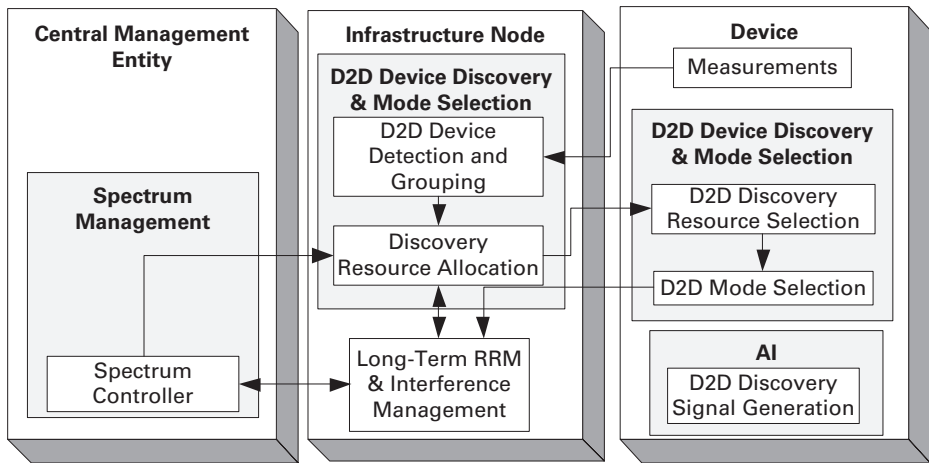 Central Management
Entity
Spectrum
Management
Spectrum
Controller
Infrastructure Node
D2D Device Discovery
& Mode Selection
D2D Device
Detection and
Grouping
Discovery
Resource Allocation
Long-Term RRM
& Interference
Management
Device
Measurements
D2D Device Discovery
& Mode Selection
D2D Discovery
Resource Selection
D2D Mode Selection
AI
D2D Discovery
Signal Generation